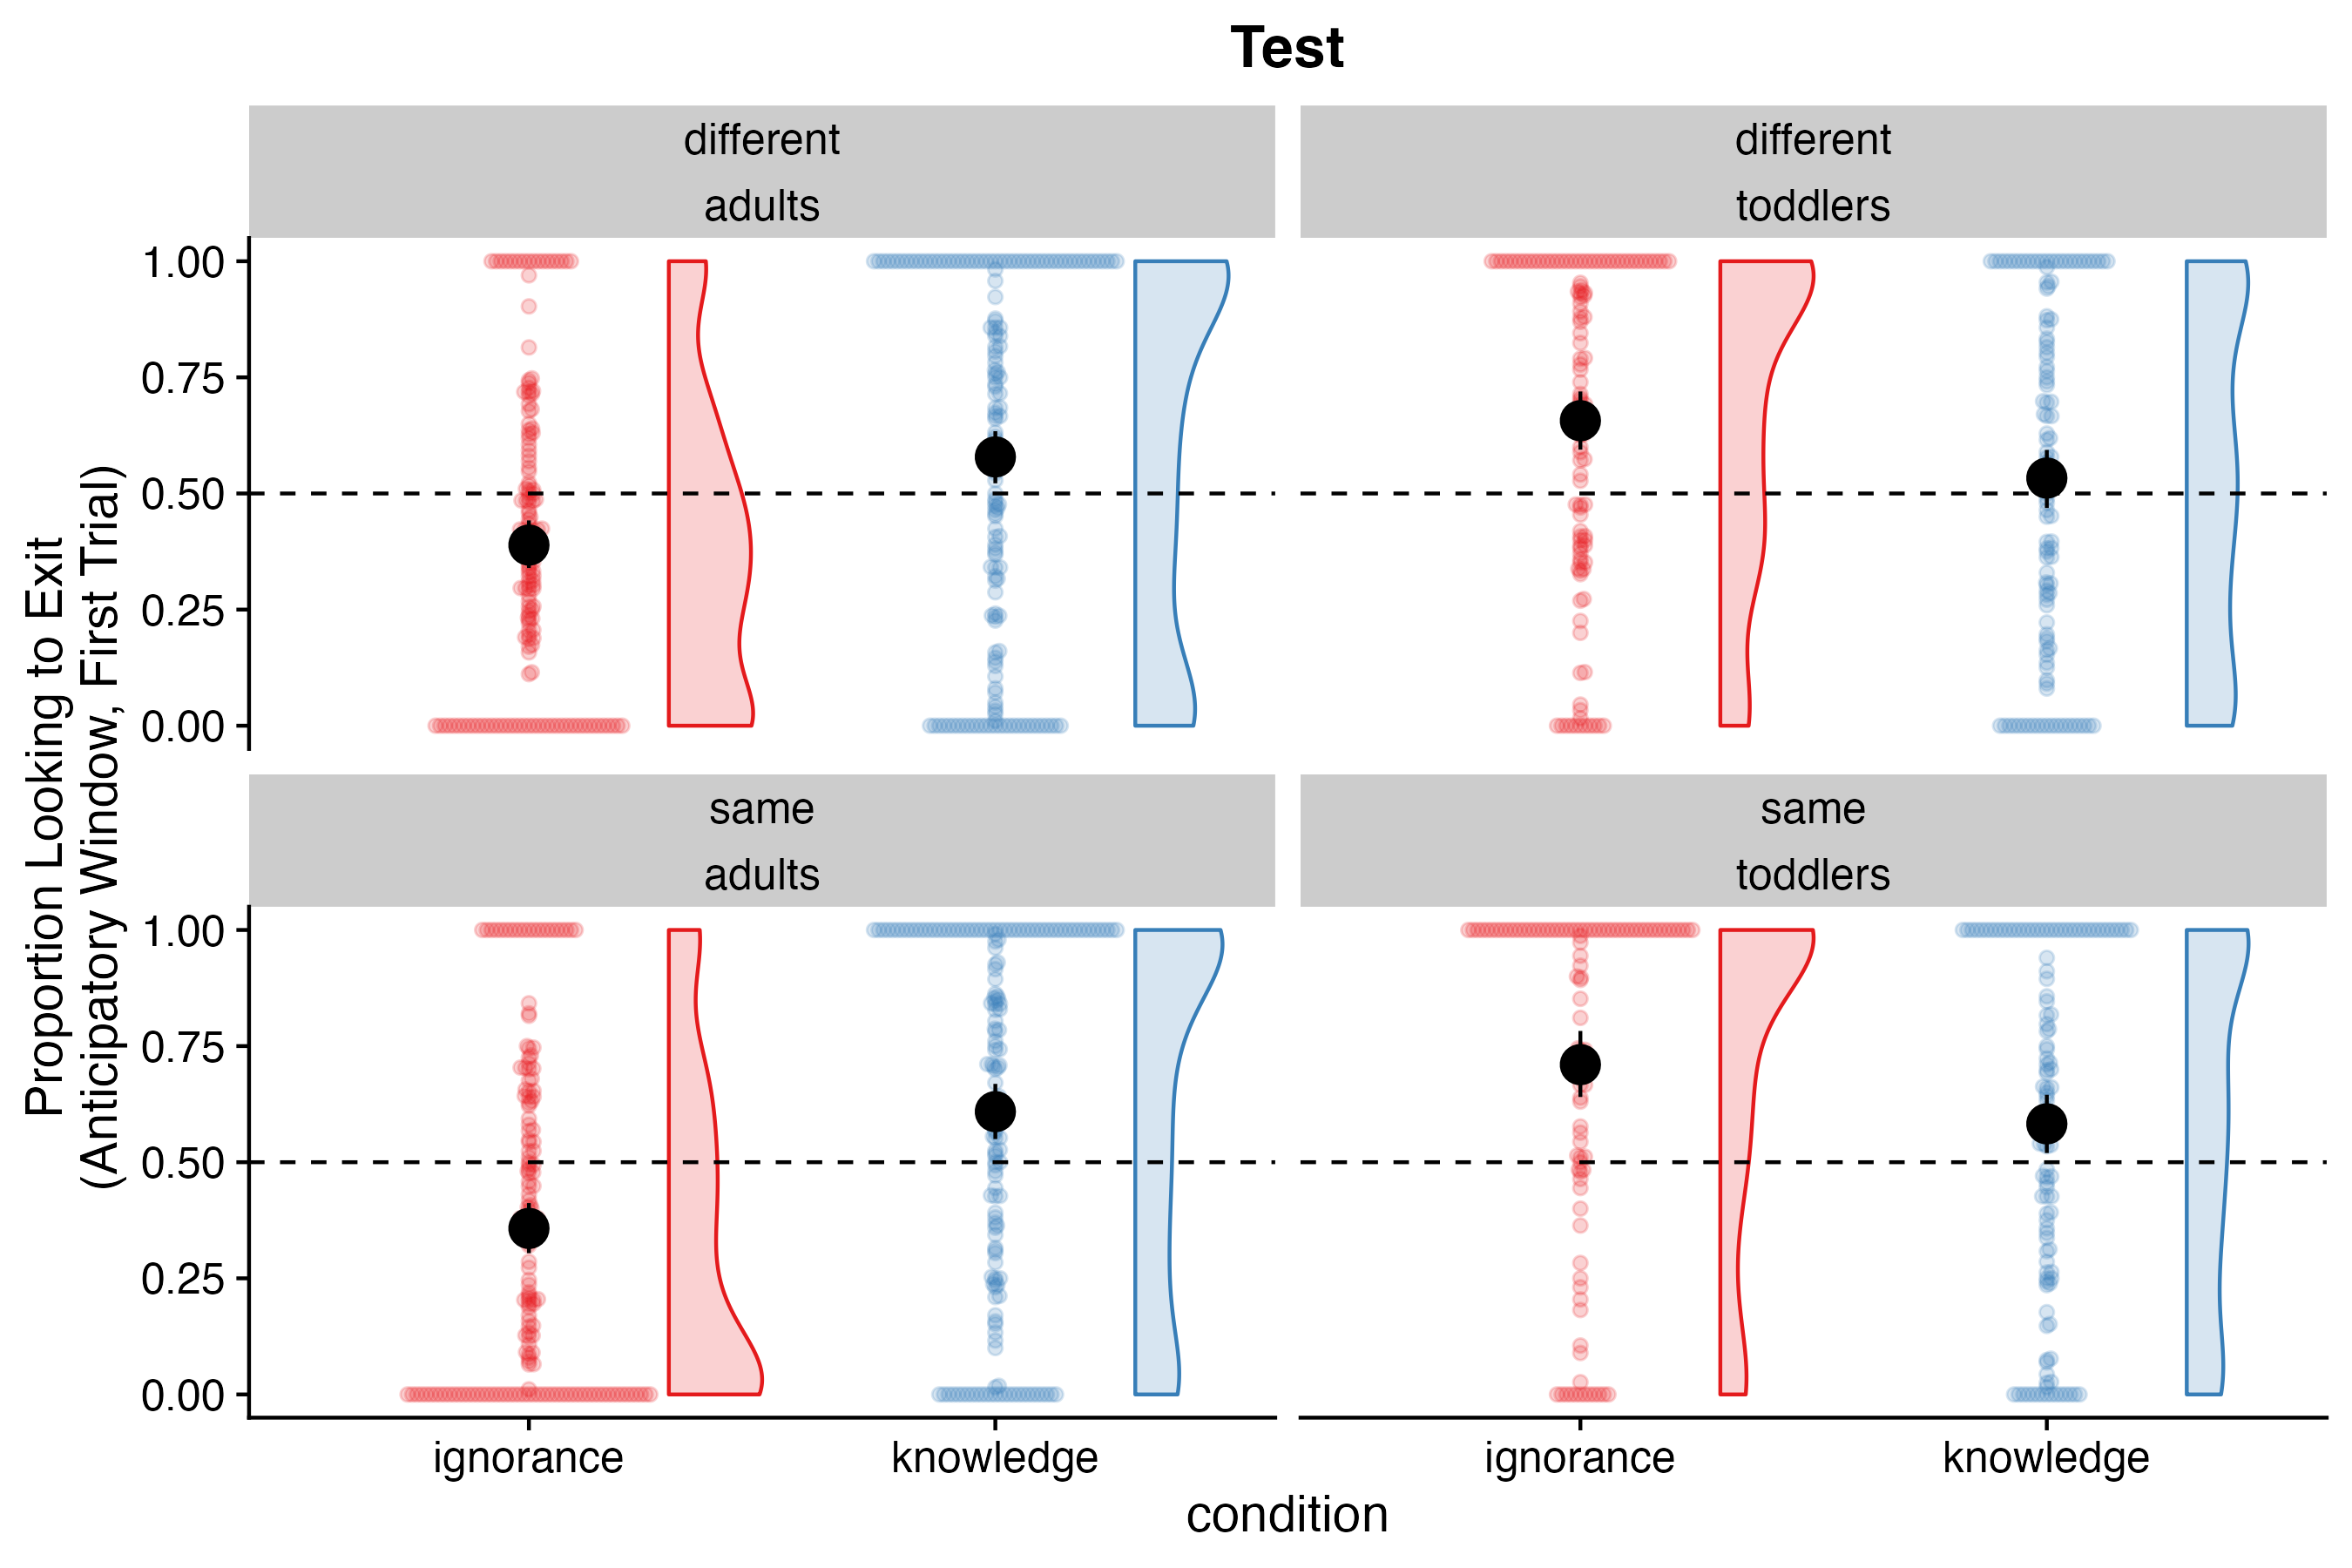 Test
different
adults
different
toddlers
1.00
0.75
0.50
0.25
0.00
same
adults
same
toddlers
1.00
0.75
0.50
0.25
0.00
Proportion Looking to Exit
(Anticipatory Window, First Trial)
ignorance
knowledge
ignorance
knowledge
condition